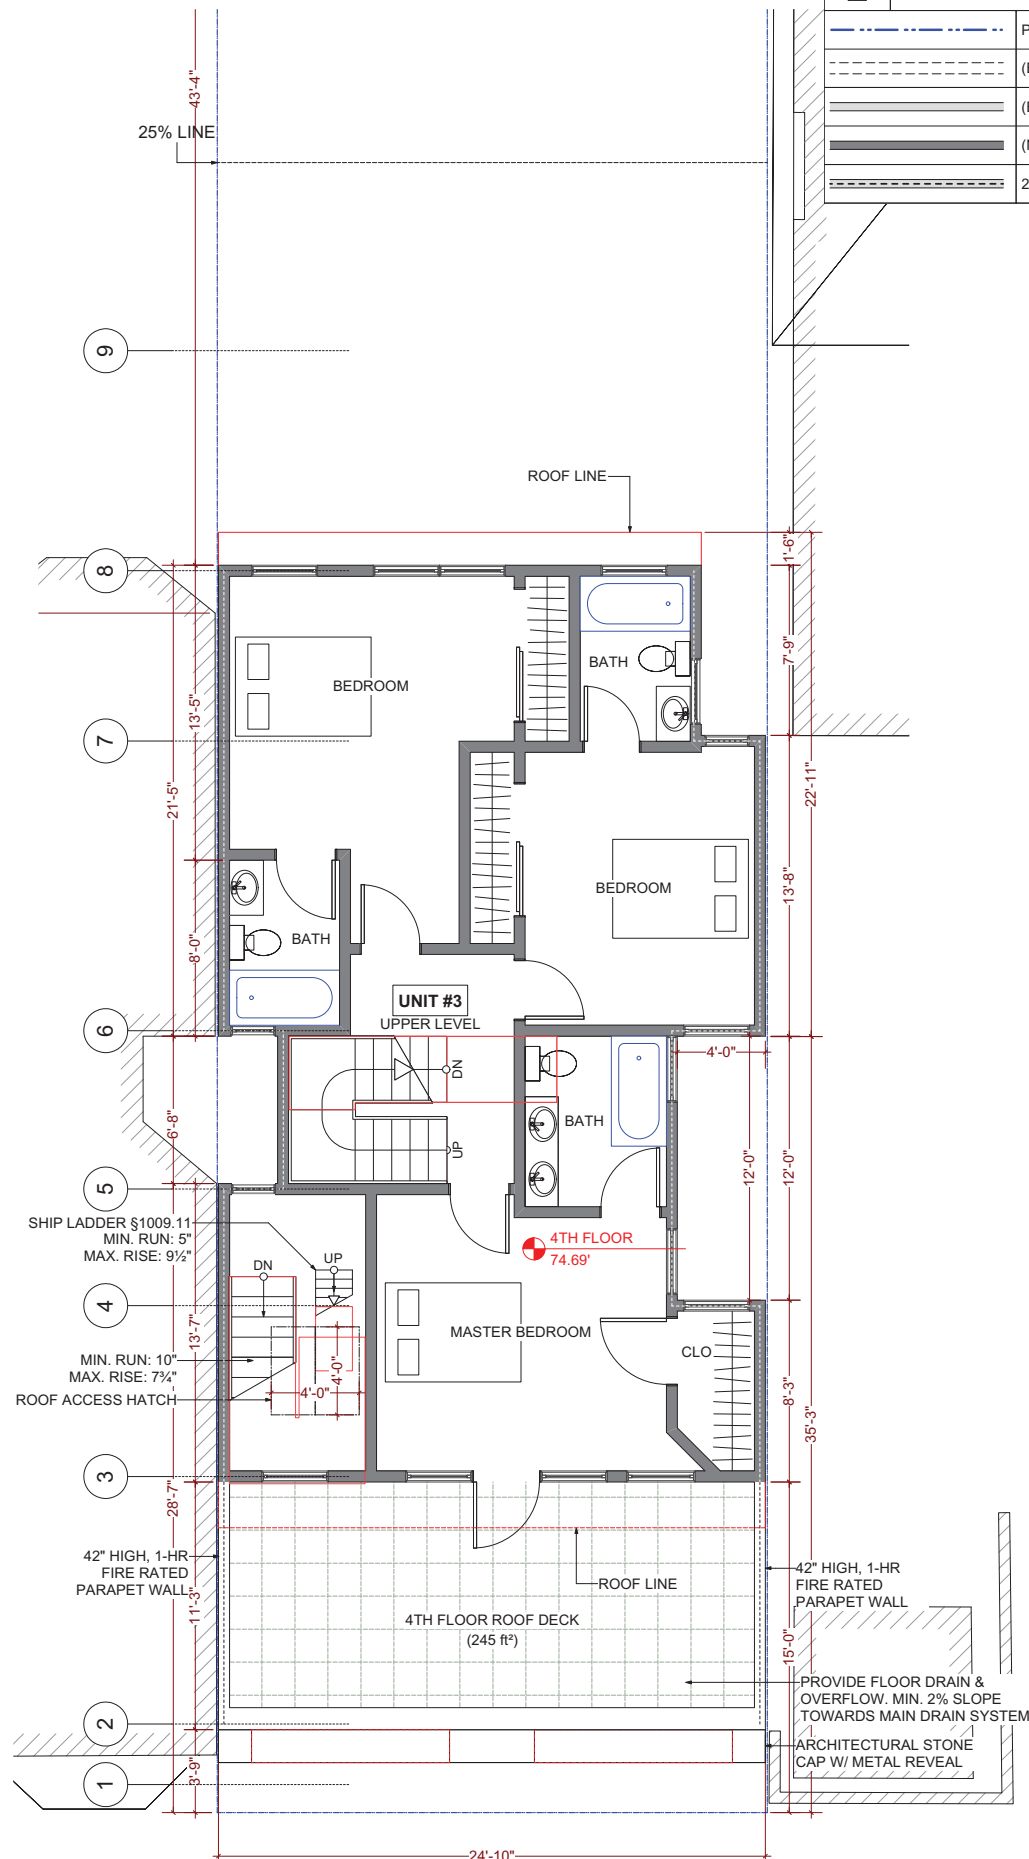 P
(E
(E
(N
2
43'-4"
25% LINE
9
ROOF LINE
1'-6"
8
BATH
BEDROOM
7'-9"
13'-5"
7
21'-5"
22'-11"
BEDROOM
13'-8"
BATH
8'-0"
UNIT #3
UPPER LEVEL
6
4'-0"
DN
BATH
6'-8"
UP
12'-0"
12'-0"
5
SHIP LADDER §1009.11
MIN. RUN: 5"
MAX. RISE: 9½"
UP
DN
4TH FLOOR
74.69'
4
13'-7"
MASTER BEDROOM
CLO
MIN. RUN: 10"
MAX. RISE: 7¾"
ROOF ACCESS HATCH
4'-0"
4'-0"
8'-3"
35'-3"
3
28'-7"
42" HIGH, 1-HR
FIRE RATED
PARAPET WALL
11'-3"
ROOF LINE
42" HIGH, 1-HR
FIRE RATED
PARAPET WALL
4TH FLOOR ROOF DECK
(245 ft²)
15'-0"
PROVIDE FLOOR DRAIN &
OVERFLOW. MIN. 2% SLOPE
TOWARDS MAIN DRAIN SYSTEM
2
ARCHITECTURAL STONE
CAP W/ METAL REVEAL
3'-9"
1
24'-10"